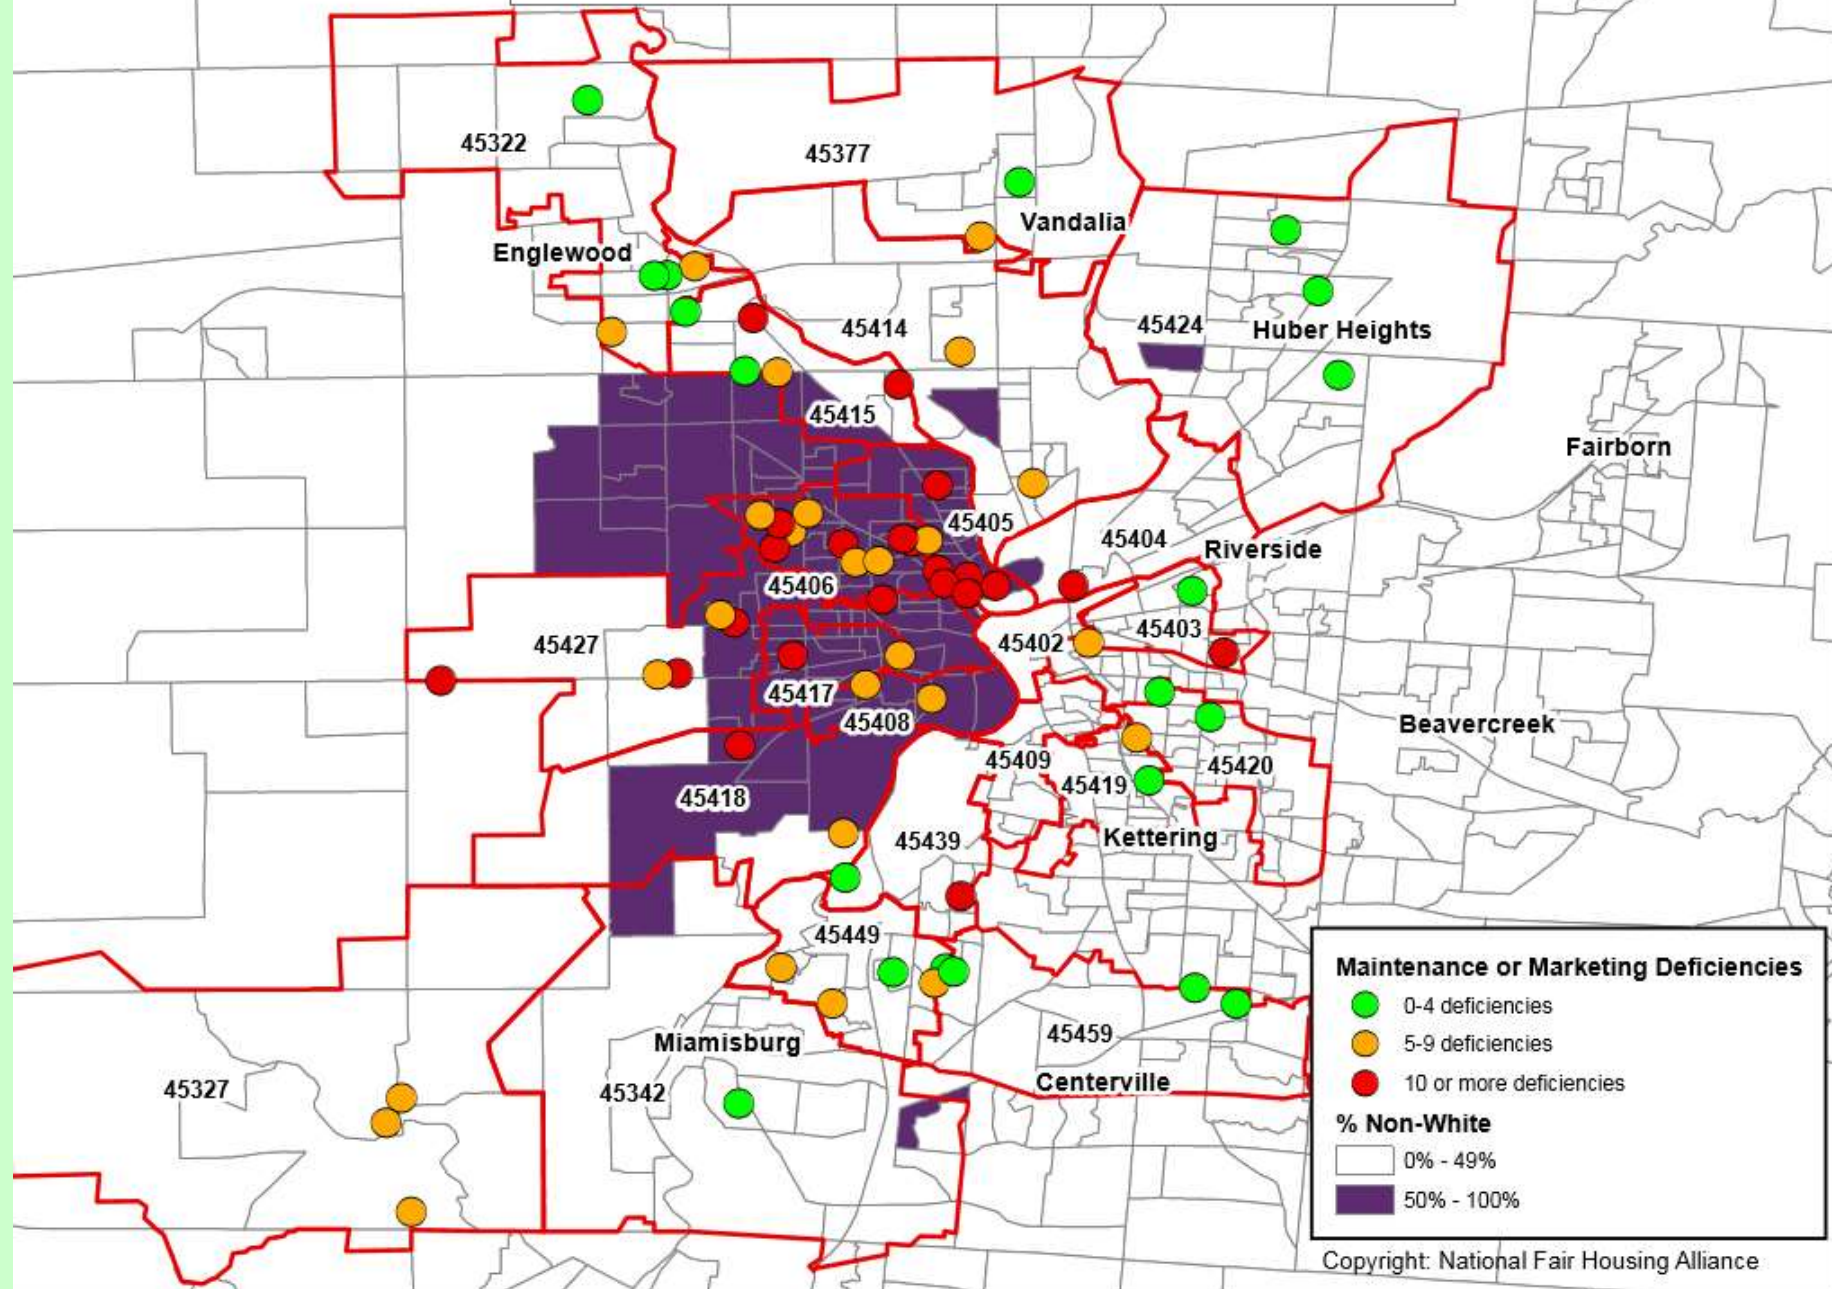 45322
45377
Vandalia
Englewood
45414
45424
Huber Heights
45415
Fairborn
45405
45404
Riverside
45406
45403
45427
45402
45417
45408
Beavercreek
45409
45420
45419
45418
45439
Kettering
45449
45459
Miamisburg
Centerville
45327
45342
Maintenance or Marketing Deficiencies
0-4 deficiencies
5-9 deficiencies
10 or more deficiencies
% Non-White
0% - 49%
50% - 100%
Copyright: National Fair Housing Alliance